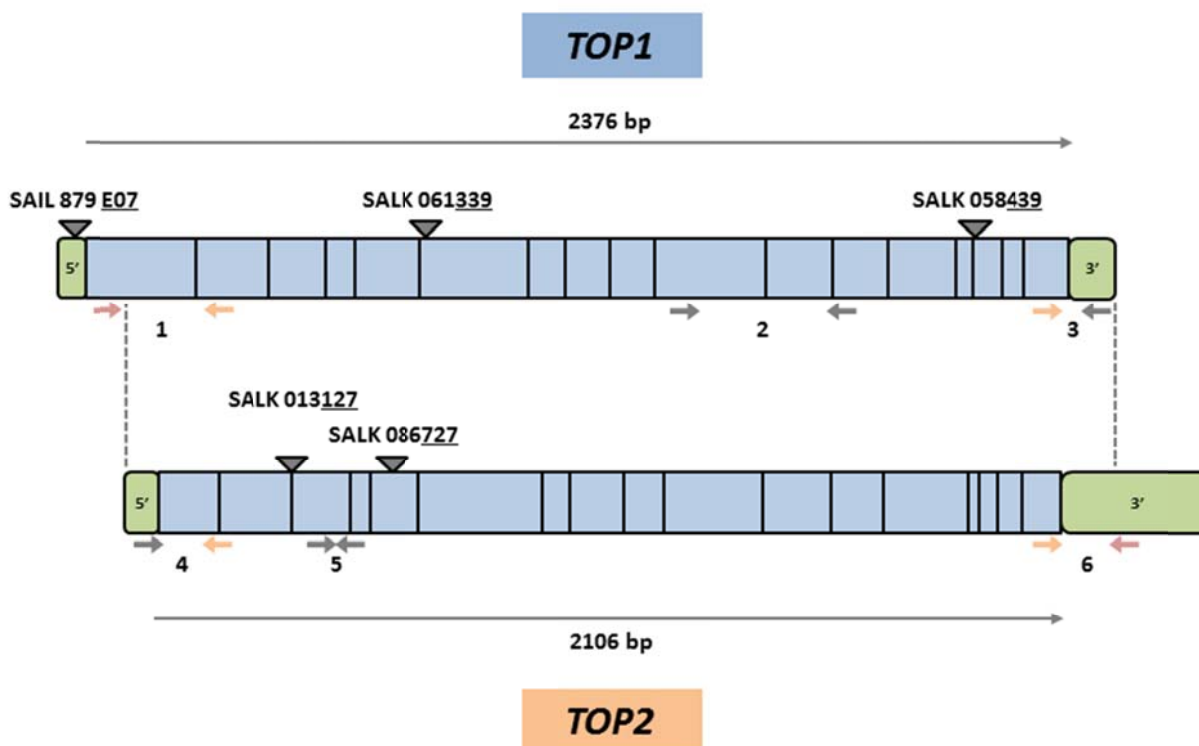 TOP1
2376 bp
SAIL 879 E07
SALK 061339
SALK 058439
5'
3'
1
2
3
SALK 013127
SALK 086727
5'
3'
4
5
6
2106 bp
TOP2